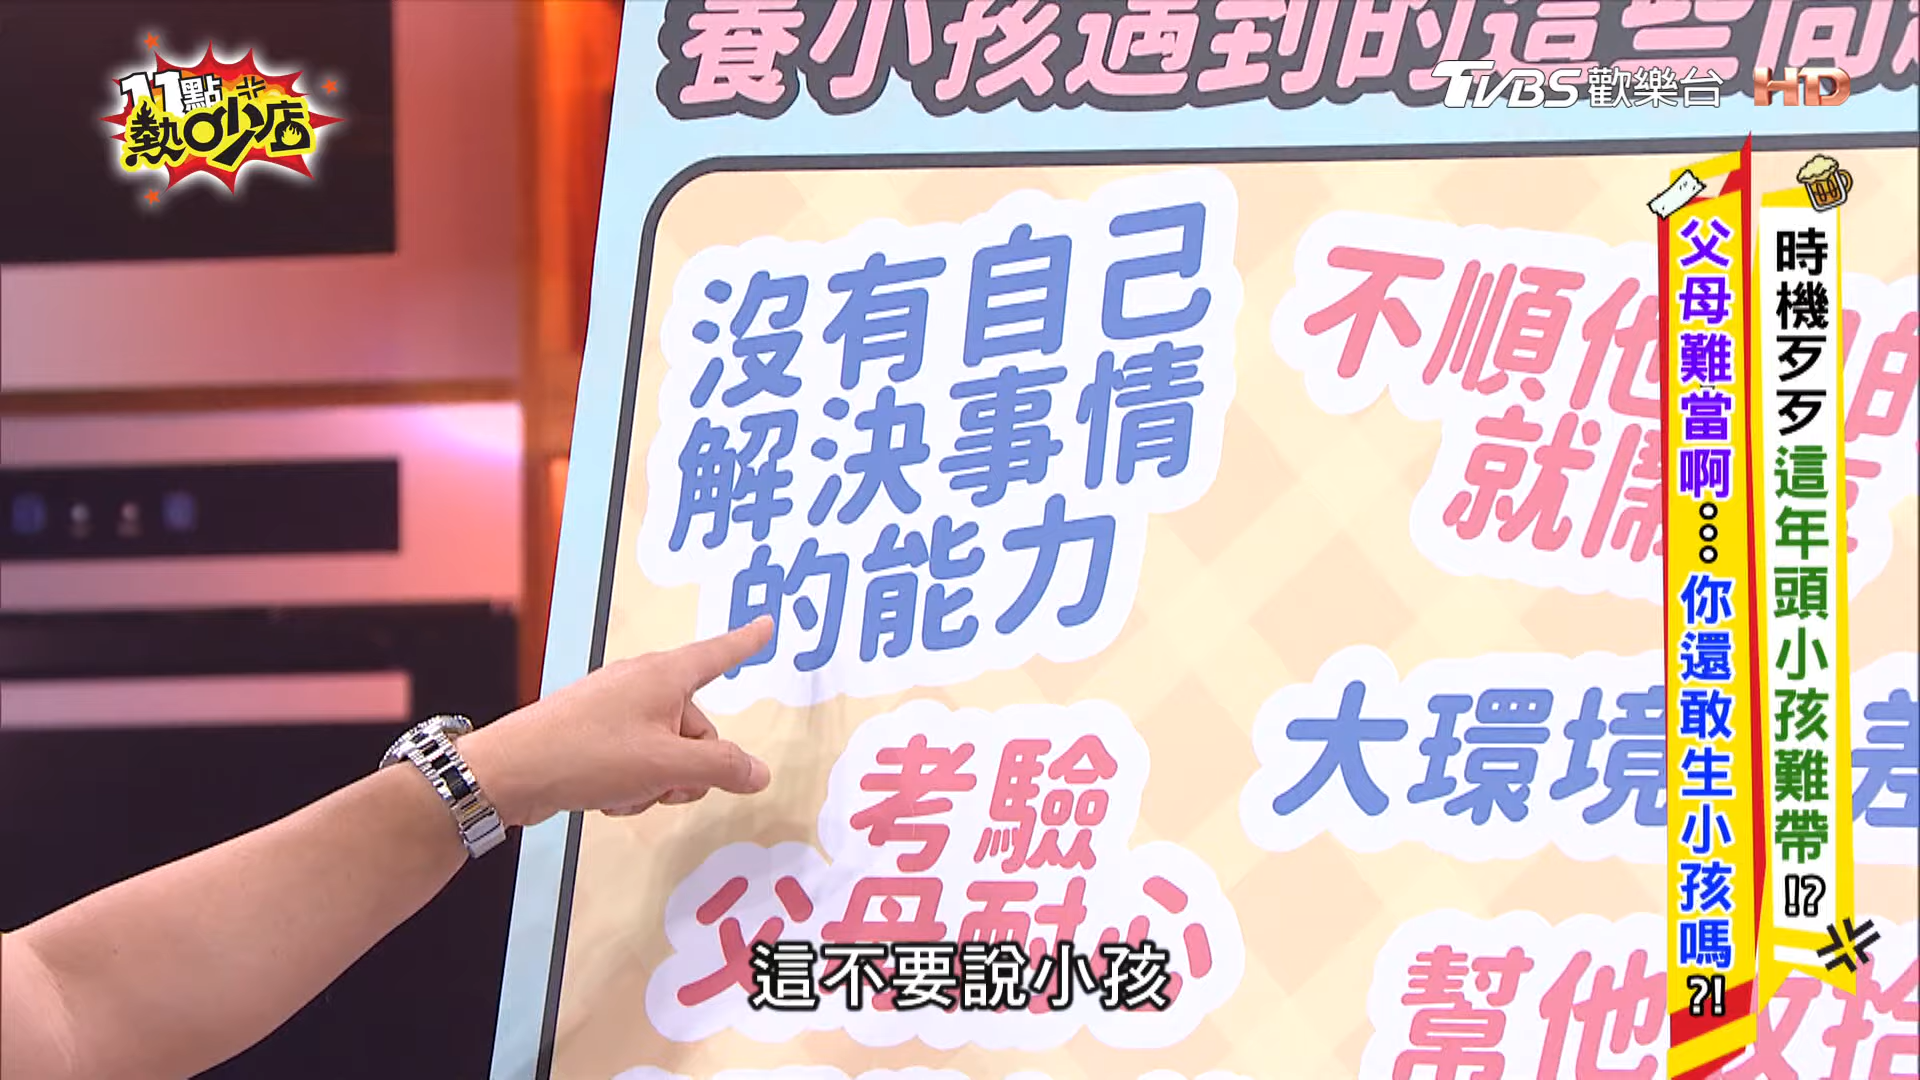 11點
熱吵店
養小孩遇到的這些問
TVBS歡樂台 HD
沒有自己
解決事情
的能力
不順他
就鬧
考驗
父母耐心
大環境 差
幫他收拾
時機歹歹這年頭小孩難帶!?
父母難當啊…你還敢生小孩嗎?!
這不要說小孩